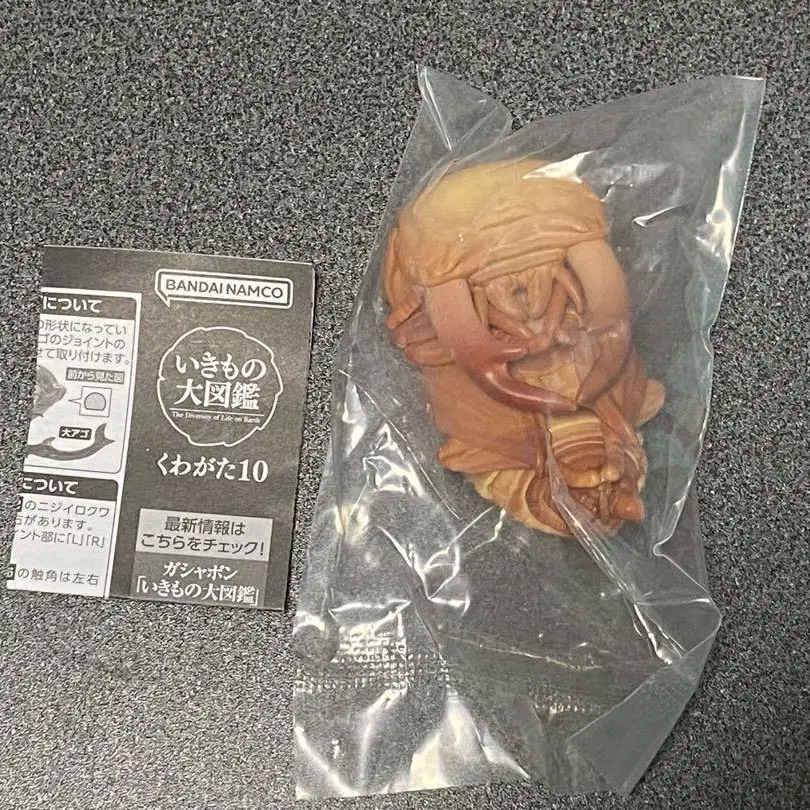 BANDAI NAMCO
いきもの
大図鑑
The Diversity of Life on Earth
くわがた10
最新情報は
こちらをチェック!
ガシャポン
「いきもの大図鑑」
について
形状になってい
ゴのジョイントの
せて取り付けます。
前から見た図
大アゴ
について
のニジイロクワ
があります。
イント部に「L」「R」
の触角は左右